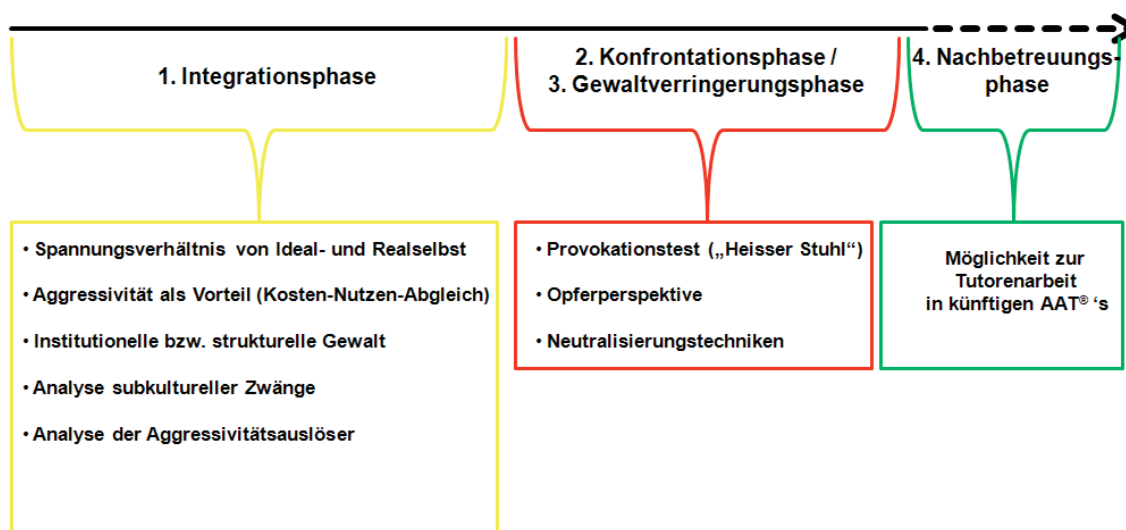 1. Integrationsphase
2. Konfrontationsphase /
3. Gewaltverringerungsphase
4. Nachbetreuungs-
phase
• Spannungsverhältnis von Ideal- und Realselbst
• Aggressivität als Vorteil (Kosten-Nutzen-Abgleich)
• Institutionelle bzw. strukturelle Gewalt
• Analyse subkultureller Zwänge
• Analyse der Aggressivitätsauslöser
• Provokationstest („Heisser Stuhl“)
• Opferperspektive
• Neutralisierungstechniken
Möglichkeit zur
Tutorenarbeit
in künftigen AAT® ‘s